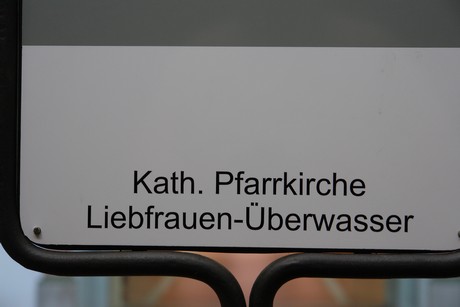 Kath. Pfarrkirche
Liebfrauen-Überwasser